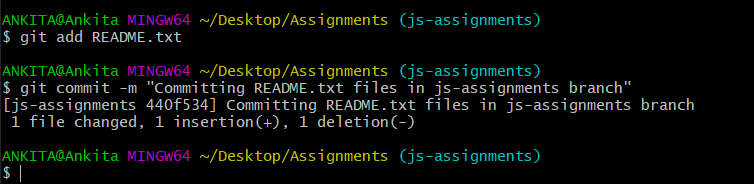 ANKITA@Ankita MINGW64 ~/Desktop/Assignments (js-assignments)
$ git add README.txt
ANKITA@Ankita MINGW64 ~/Desktop/Assignments (js-assignments)
$ git commit -m "Committing README.txt files in js-assignments branch"
[js-assignments 440f534] Committing README.txt files in js-assignments branch
 1 file changed, 1 insertion(+), 1 deletion(-)
ANKITA@Ankita MINGW64 ~/Desktop/Assignments (js-assignments)
$